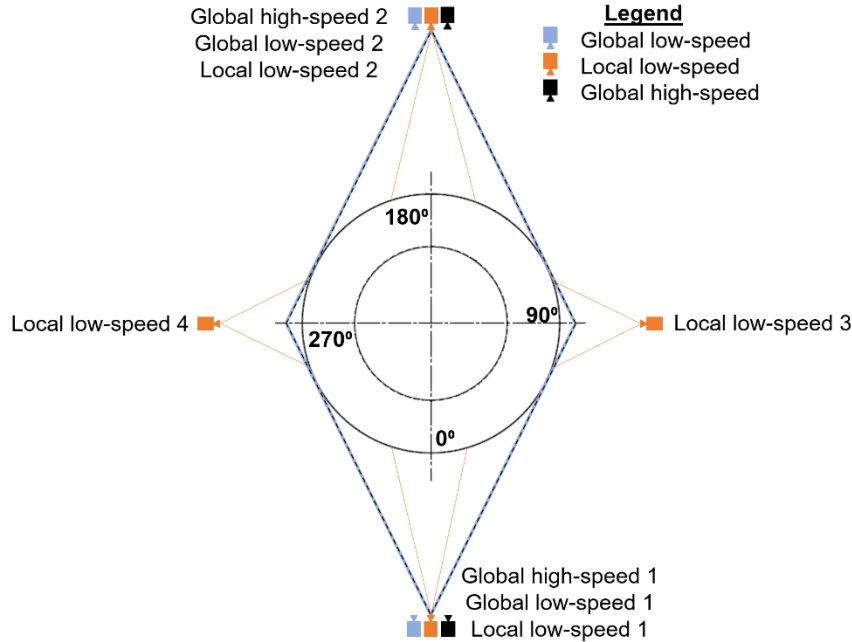 Global high-speed 2
Global low-speed 2
Local low-speed 2
Legend
Global low-speed
Local low-speed
Global high-speed
180º
Local low-speed 4
270º
90º
Local low-speed 3
0º
Global high-speed 1
Global low-speed 1
Local low-speed 1